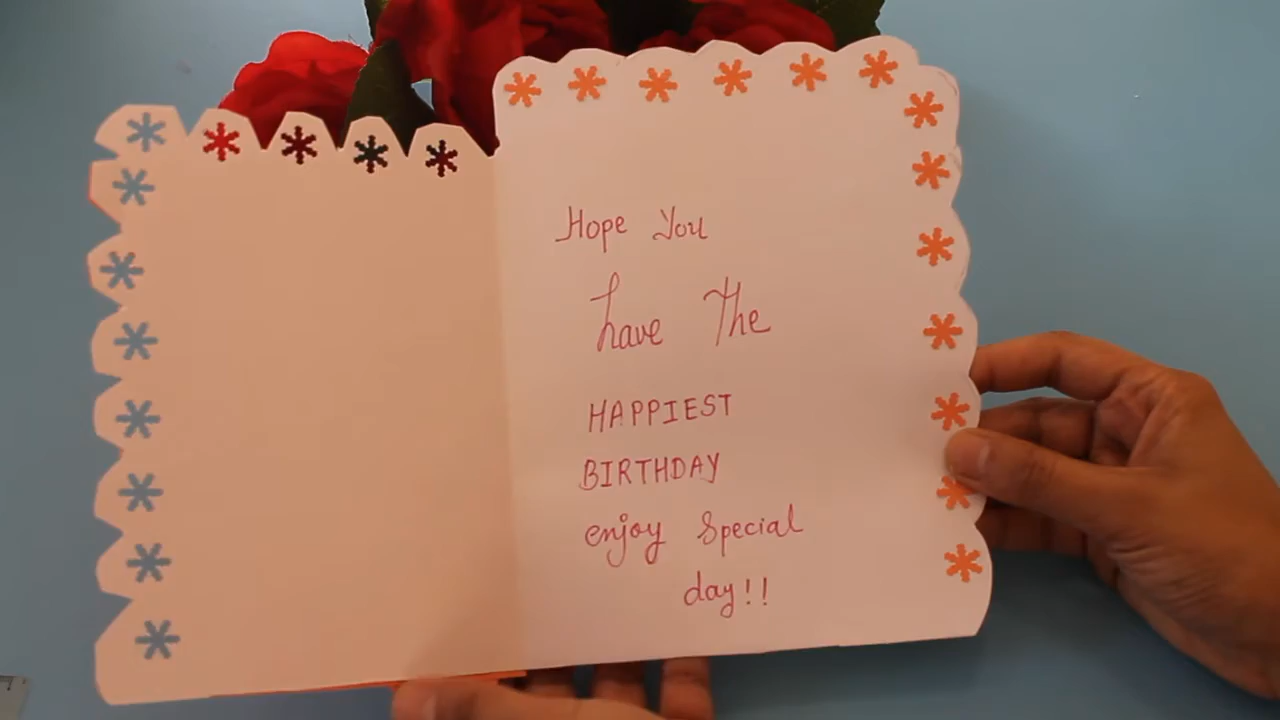 Hope You
have The
HAPPIEST
BIRTHDAY
enjoy Special
day!!